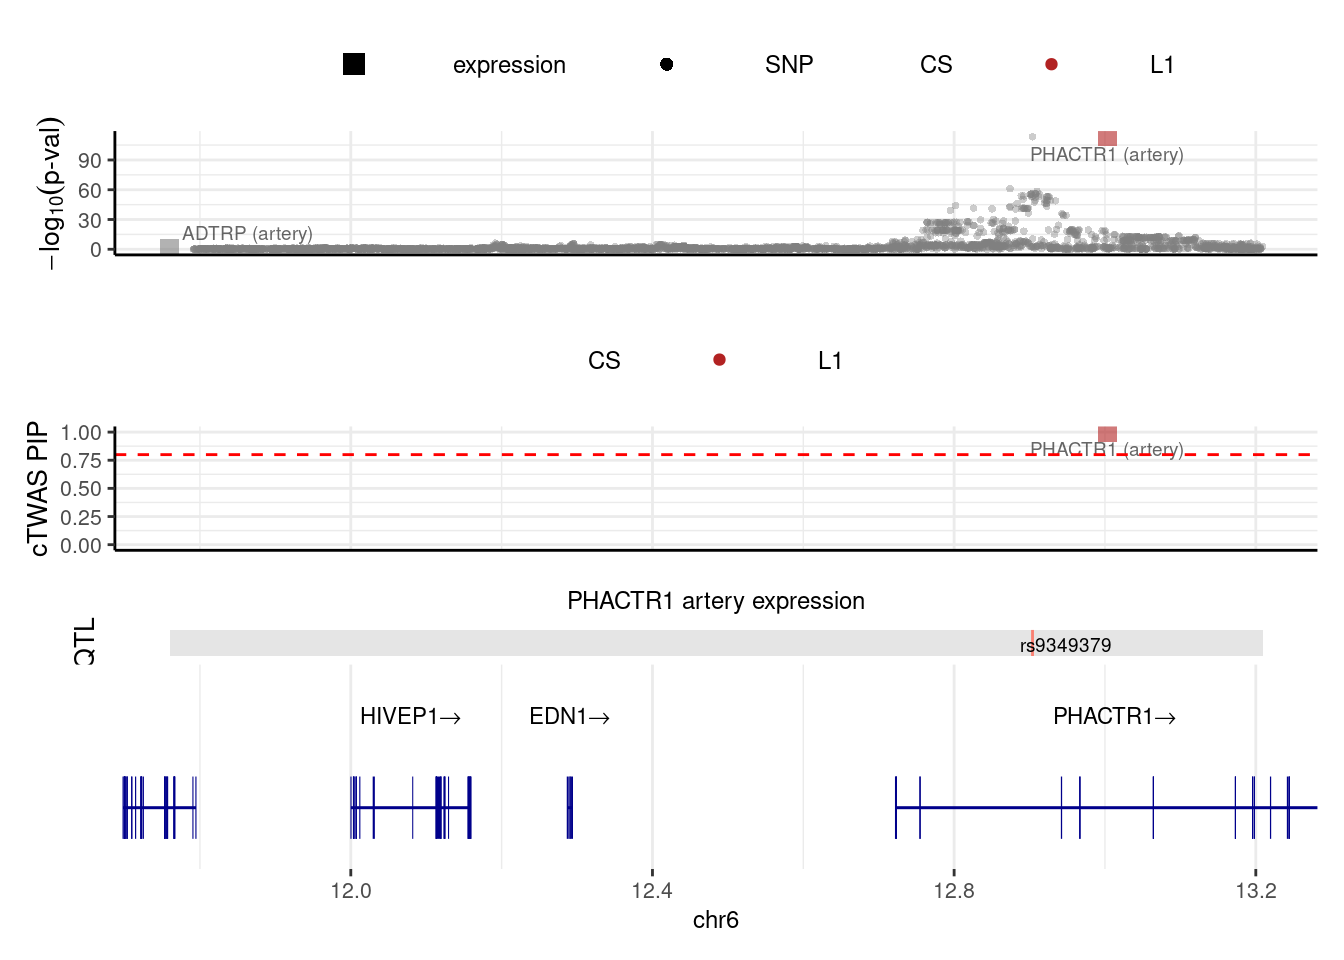 expression SNP CS L1
−log10(p-val)
90
60
30
0
PHACTR1 (artery)
ADTRP (artery)
CS L1
cTWAS PIP
1.00
0.75
0.50
0.25
0.00
PHACTR1 (artery)
PHACTR1 artery expression
QTL
rs9349379
HIVEP1→ EDN1→ PHACTR1→
12.0 12.4 12.8 13.2
chr6